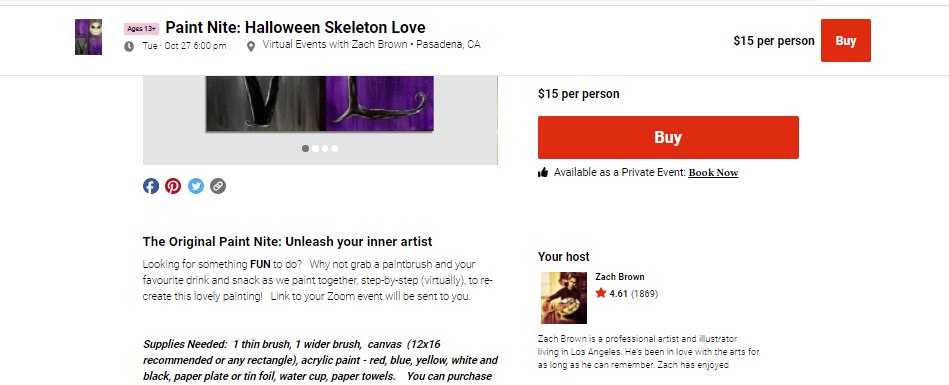 Ages 13+ Paint Nite: Halloween Skeleton Love
Tue · Oct 27 6:00 pm Virtual Events with Zach Brown • Pasadena, CA
$15 per person Buy
$15 per person
Buy
Available as a Private Event: Book Now
The Original Paint Nite: Unleash your inner artist
Looking for something FUN to do? Why not grab a paintbrush and your
favourite drink and snack as we paint together, step-by-step (virtually), to re-
create this lovely painting! Link to your Zoom event will be sent to you.
Supplies Needed: 1 thin brush, 1 wider brush, canvas (12x16
recommended or any rectangle), acrylic paint - red, blue, yellow, white and
black, paper plate or tin foil, water cup, paper towels. You can purchase
Your host
Zach Brown
4.61 (1869)
Zach Brown is a professional artist and illustrator
living in Los Angeles. He's been in love with the arts for
as long as he can remember. Zach has enjoyed